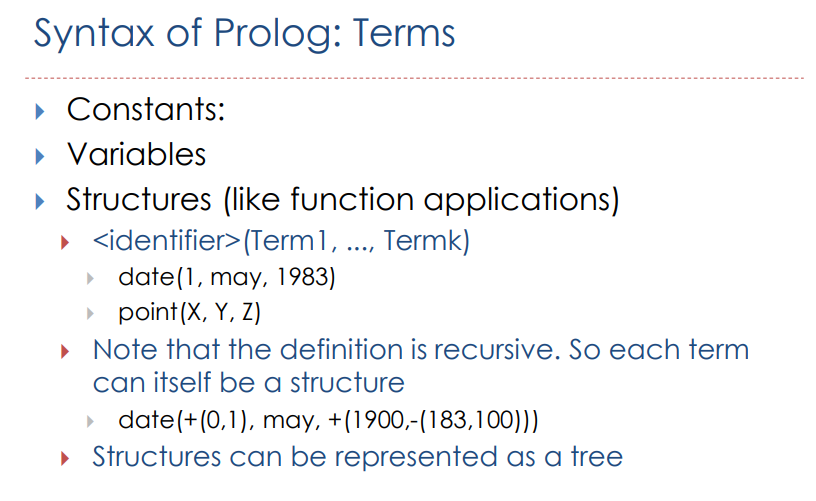 Syntax of Prolog: Terms
Constants:
Variables
Structures (like function applications)
<identifier>(Term1, ..., Termk)
date(1, may, 1983)
point(X, Y, Z)
Note that the definition is recursive. So each term
can itself be a structure
date(+(0,1), may, +(1900,-(183,100)))
Structures can be represented as a tree